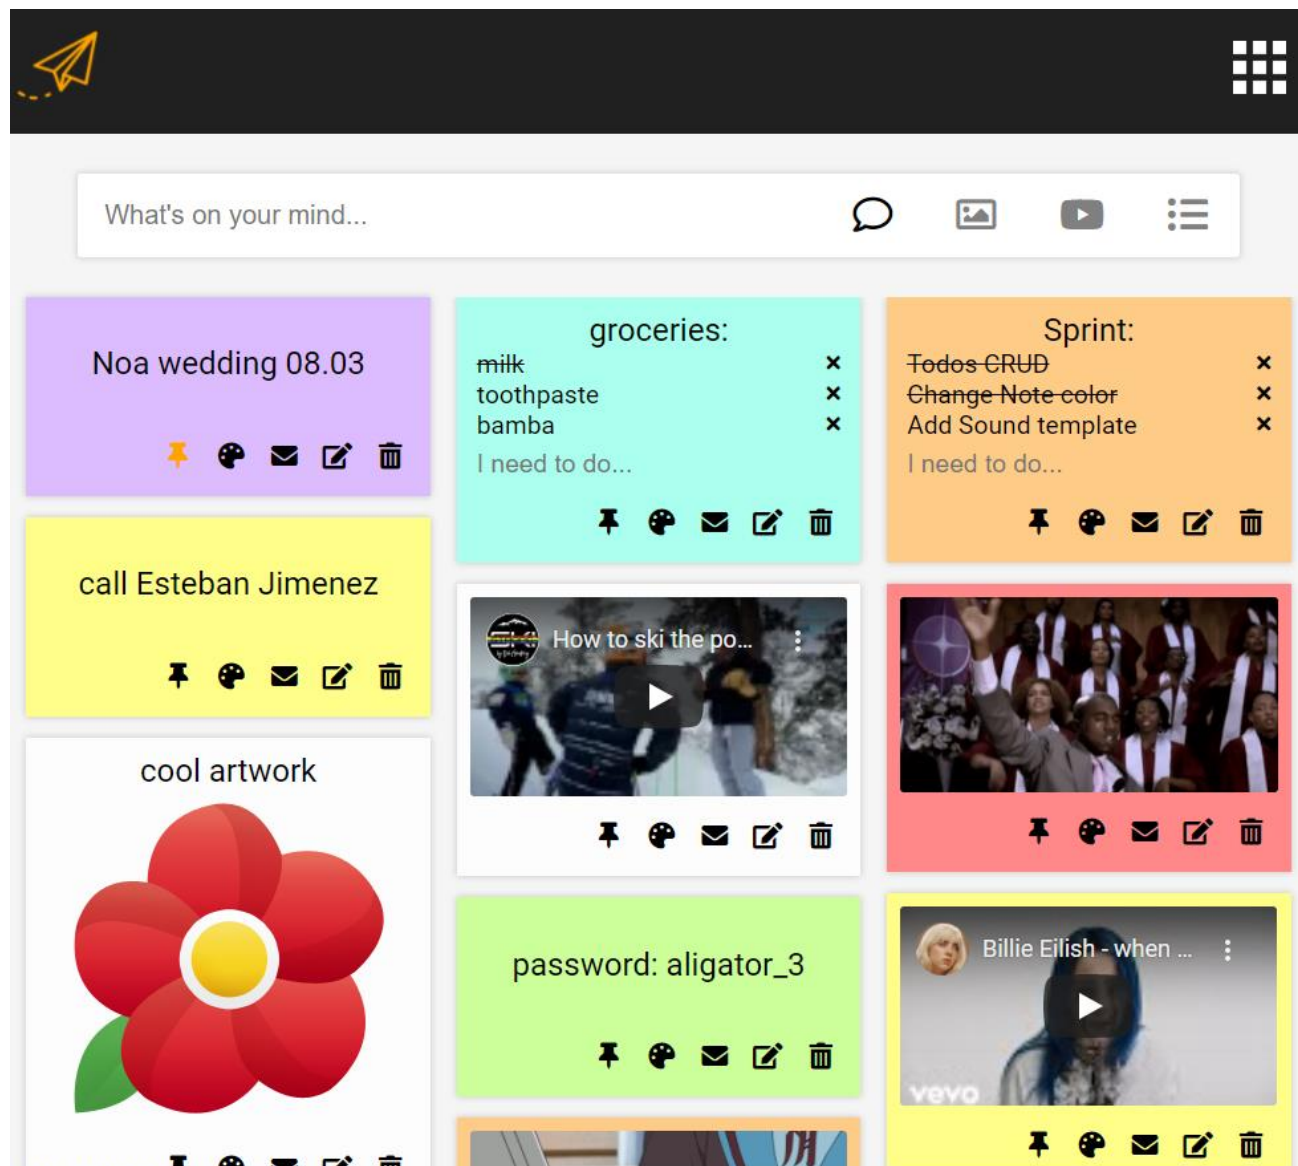 What's on your mind...
Noa wedding 08.03
call Esteban Jimenez
cool artwork
groceries:
milk
toothpaste
bamba
I need to do...
How to ski the po...
password: aligator_3
Sprint:
Todos CRUD
Change Note color
Add Sound template
I need to do...
Billie Eilish - when ...
vevo